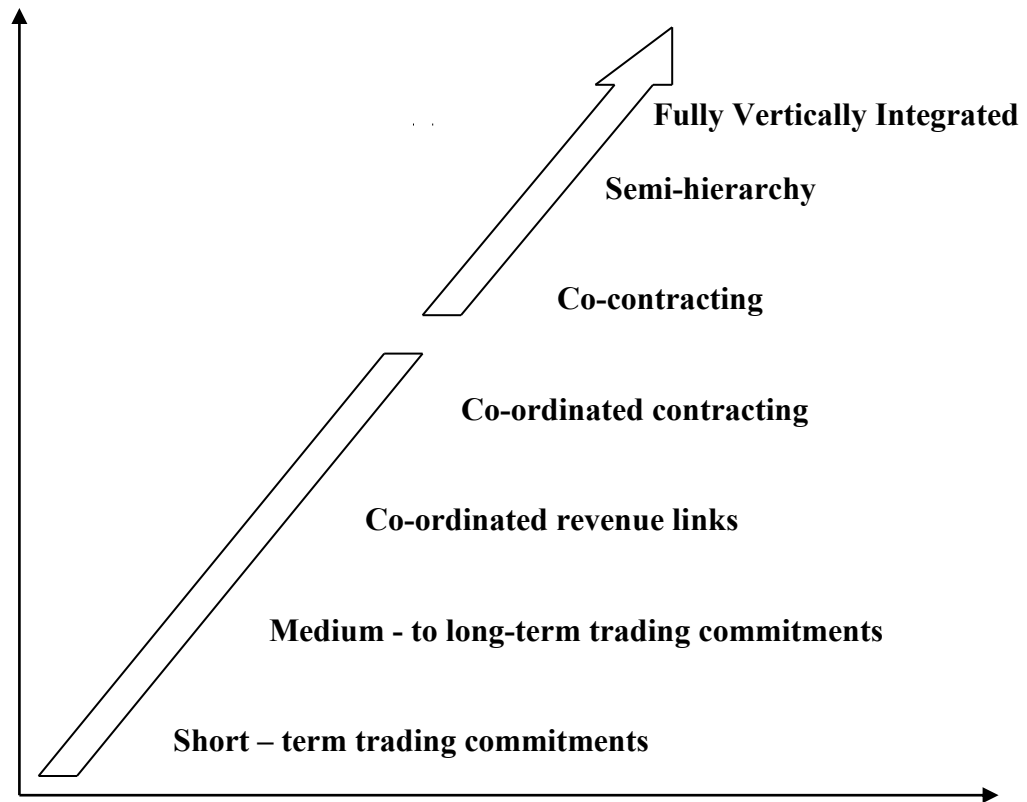 Fully Vertically Integrated
Semi-hierarchy
Co-contracting
Co-ordinated contracting
Co-ordinated revenue links
Medium - to long-term trading commitments
Short – term trading commitments